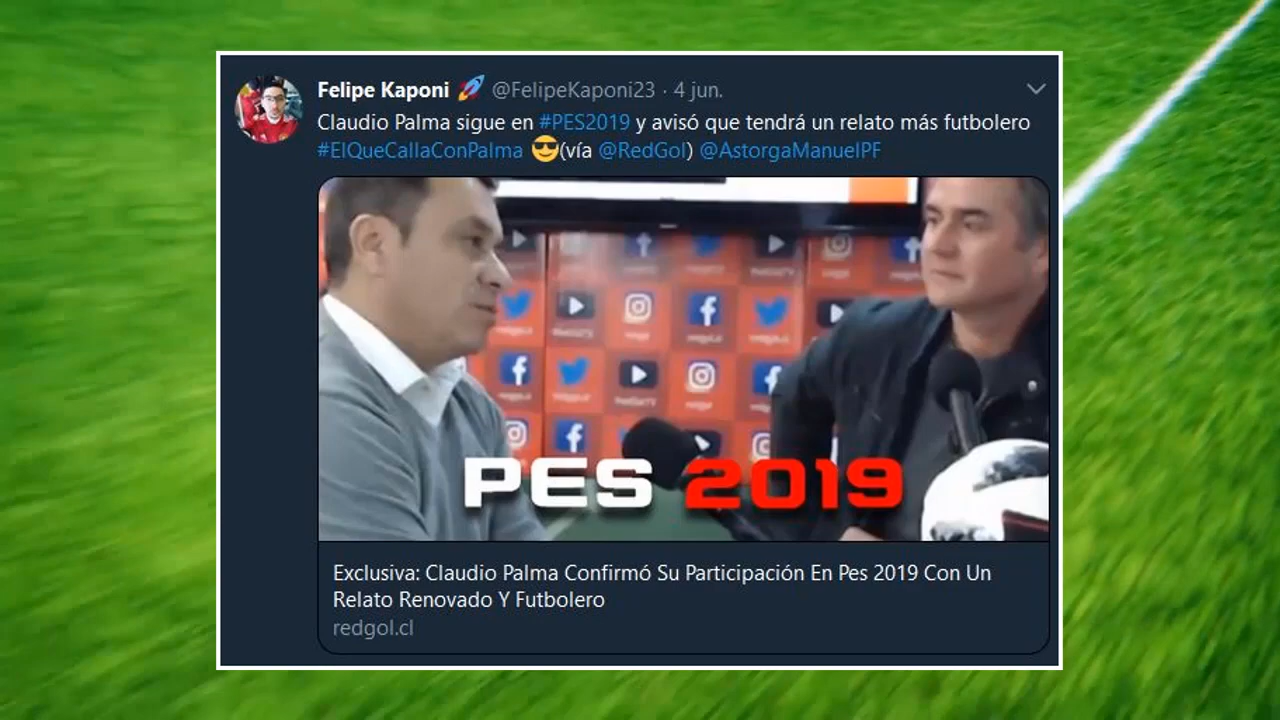 Felipe Kaponi 🚀 @FelipeKaponi23 · 4 jun.
Claudio Palma sigue en #PES2019 y avisó que tendrá un relato más futbolero
#ElQueCallaConPalma 😎(vía @RedGol) @AstorgaManuelPF
PES 2019
Exclusiva: Claudio Palma Confirmó Su Participación En Pes 2019 Con Un
Relato Renovado Y Futbolero
redgol.cl